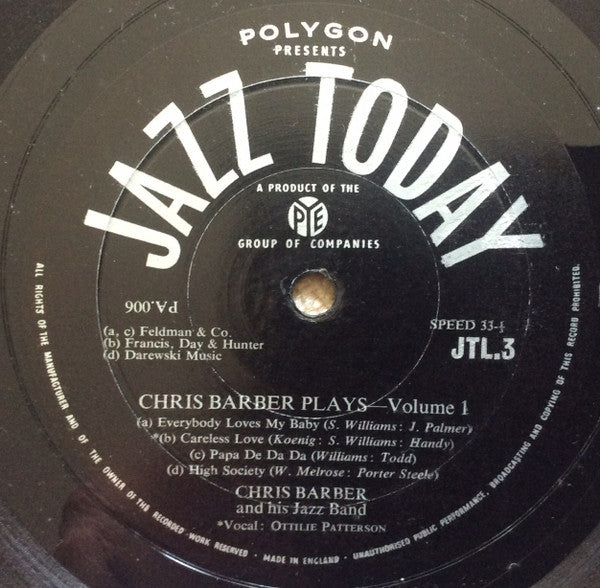 POLYGON
PRESENTS
JAZZ TODAY
A PRODUCT OF THE
PYE
GROUP OF COMPANIES
PA.006
(a, c) Feldman & Co.
(b) Francis, Day & Hunter
(d) Darewski Music
SPEED 33-⅓
JTL.3
CHRIS BARBER PLAYS—Volume 1
(a) Everybody Loves My Baby (S. Williams: J. Palmer)
*(b) Careless Love (Koenig: S. Williams: Handy)
(c) Papa De Da Da (Williams: Todd)
(d) High Society (W. Melrose: Porter Steele)
CHRIS BARBER
and his Jazz Band
*Vocal: OTTILIE PATTERSON
ALL RIGHTS OF THE MANUFACTURER AND OF THE OWNER OF THE RECORDED WORK RESERVED · MADE IN ENGLAND · UNAUTHORISED PUBLIC PERFORMANCE, BROADCASTING AND COPYING OF THIS RECORD PROHIBITED.